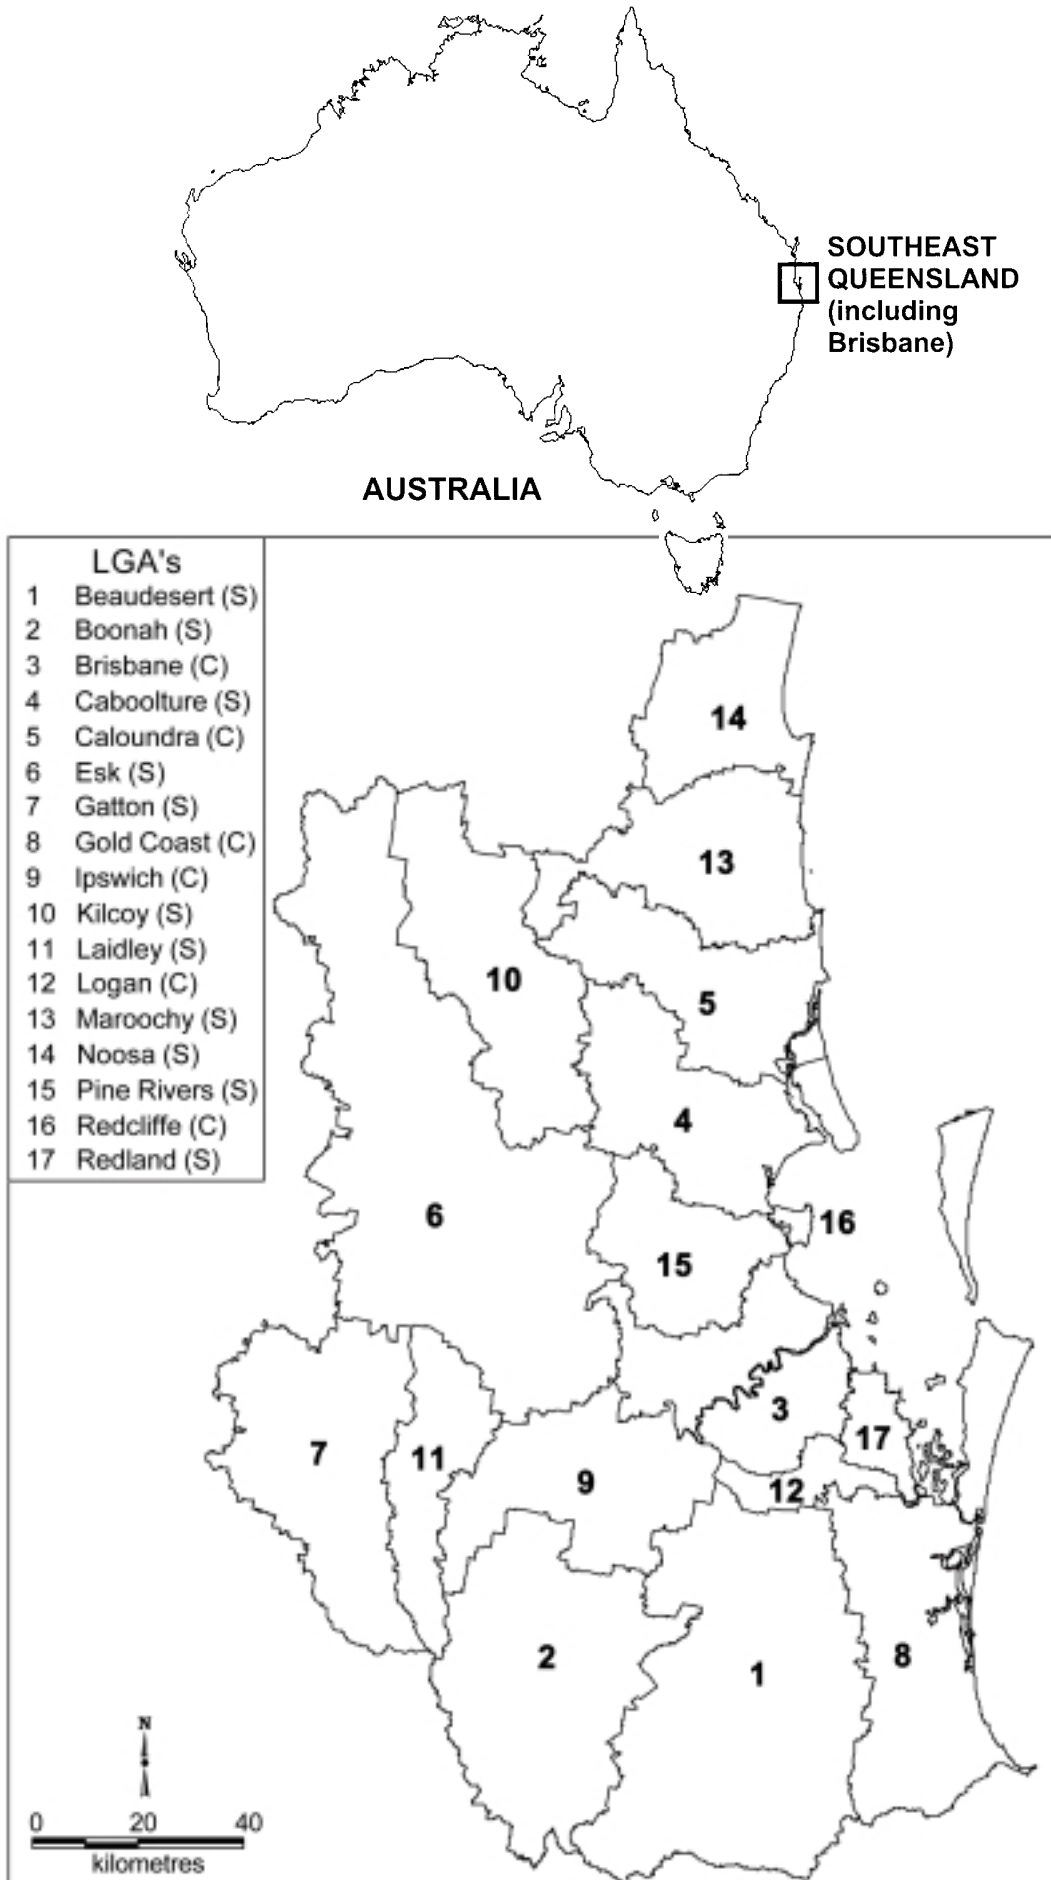 SOUTHEAST
QUEENSLAND
(including
Brisbane)
AUSTRALIA
LGA's
1 Beaudesert (S)
2 Boonah (S)
3 Brisbane (C)
4 Caboolture (S)
5 Caloundra (C)
6 Esk (S)
7 Gatton (S)
8 Gold Coast (C)
9 Ipswich (C)
10 Kilcoy (S)
11 Laidley (S)
12 Logan (C)
13 Maroochy (S)
14 Noosa (S)
15 Pine Rivers (S)
16 Redcliffe (C)
17 Redland (S)
14
13
10
5
4
6
16
15
3
17
7
11
9
12
2
1
8
N
0 20 40
kilometres